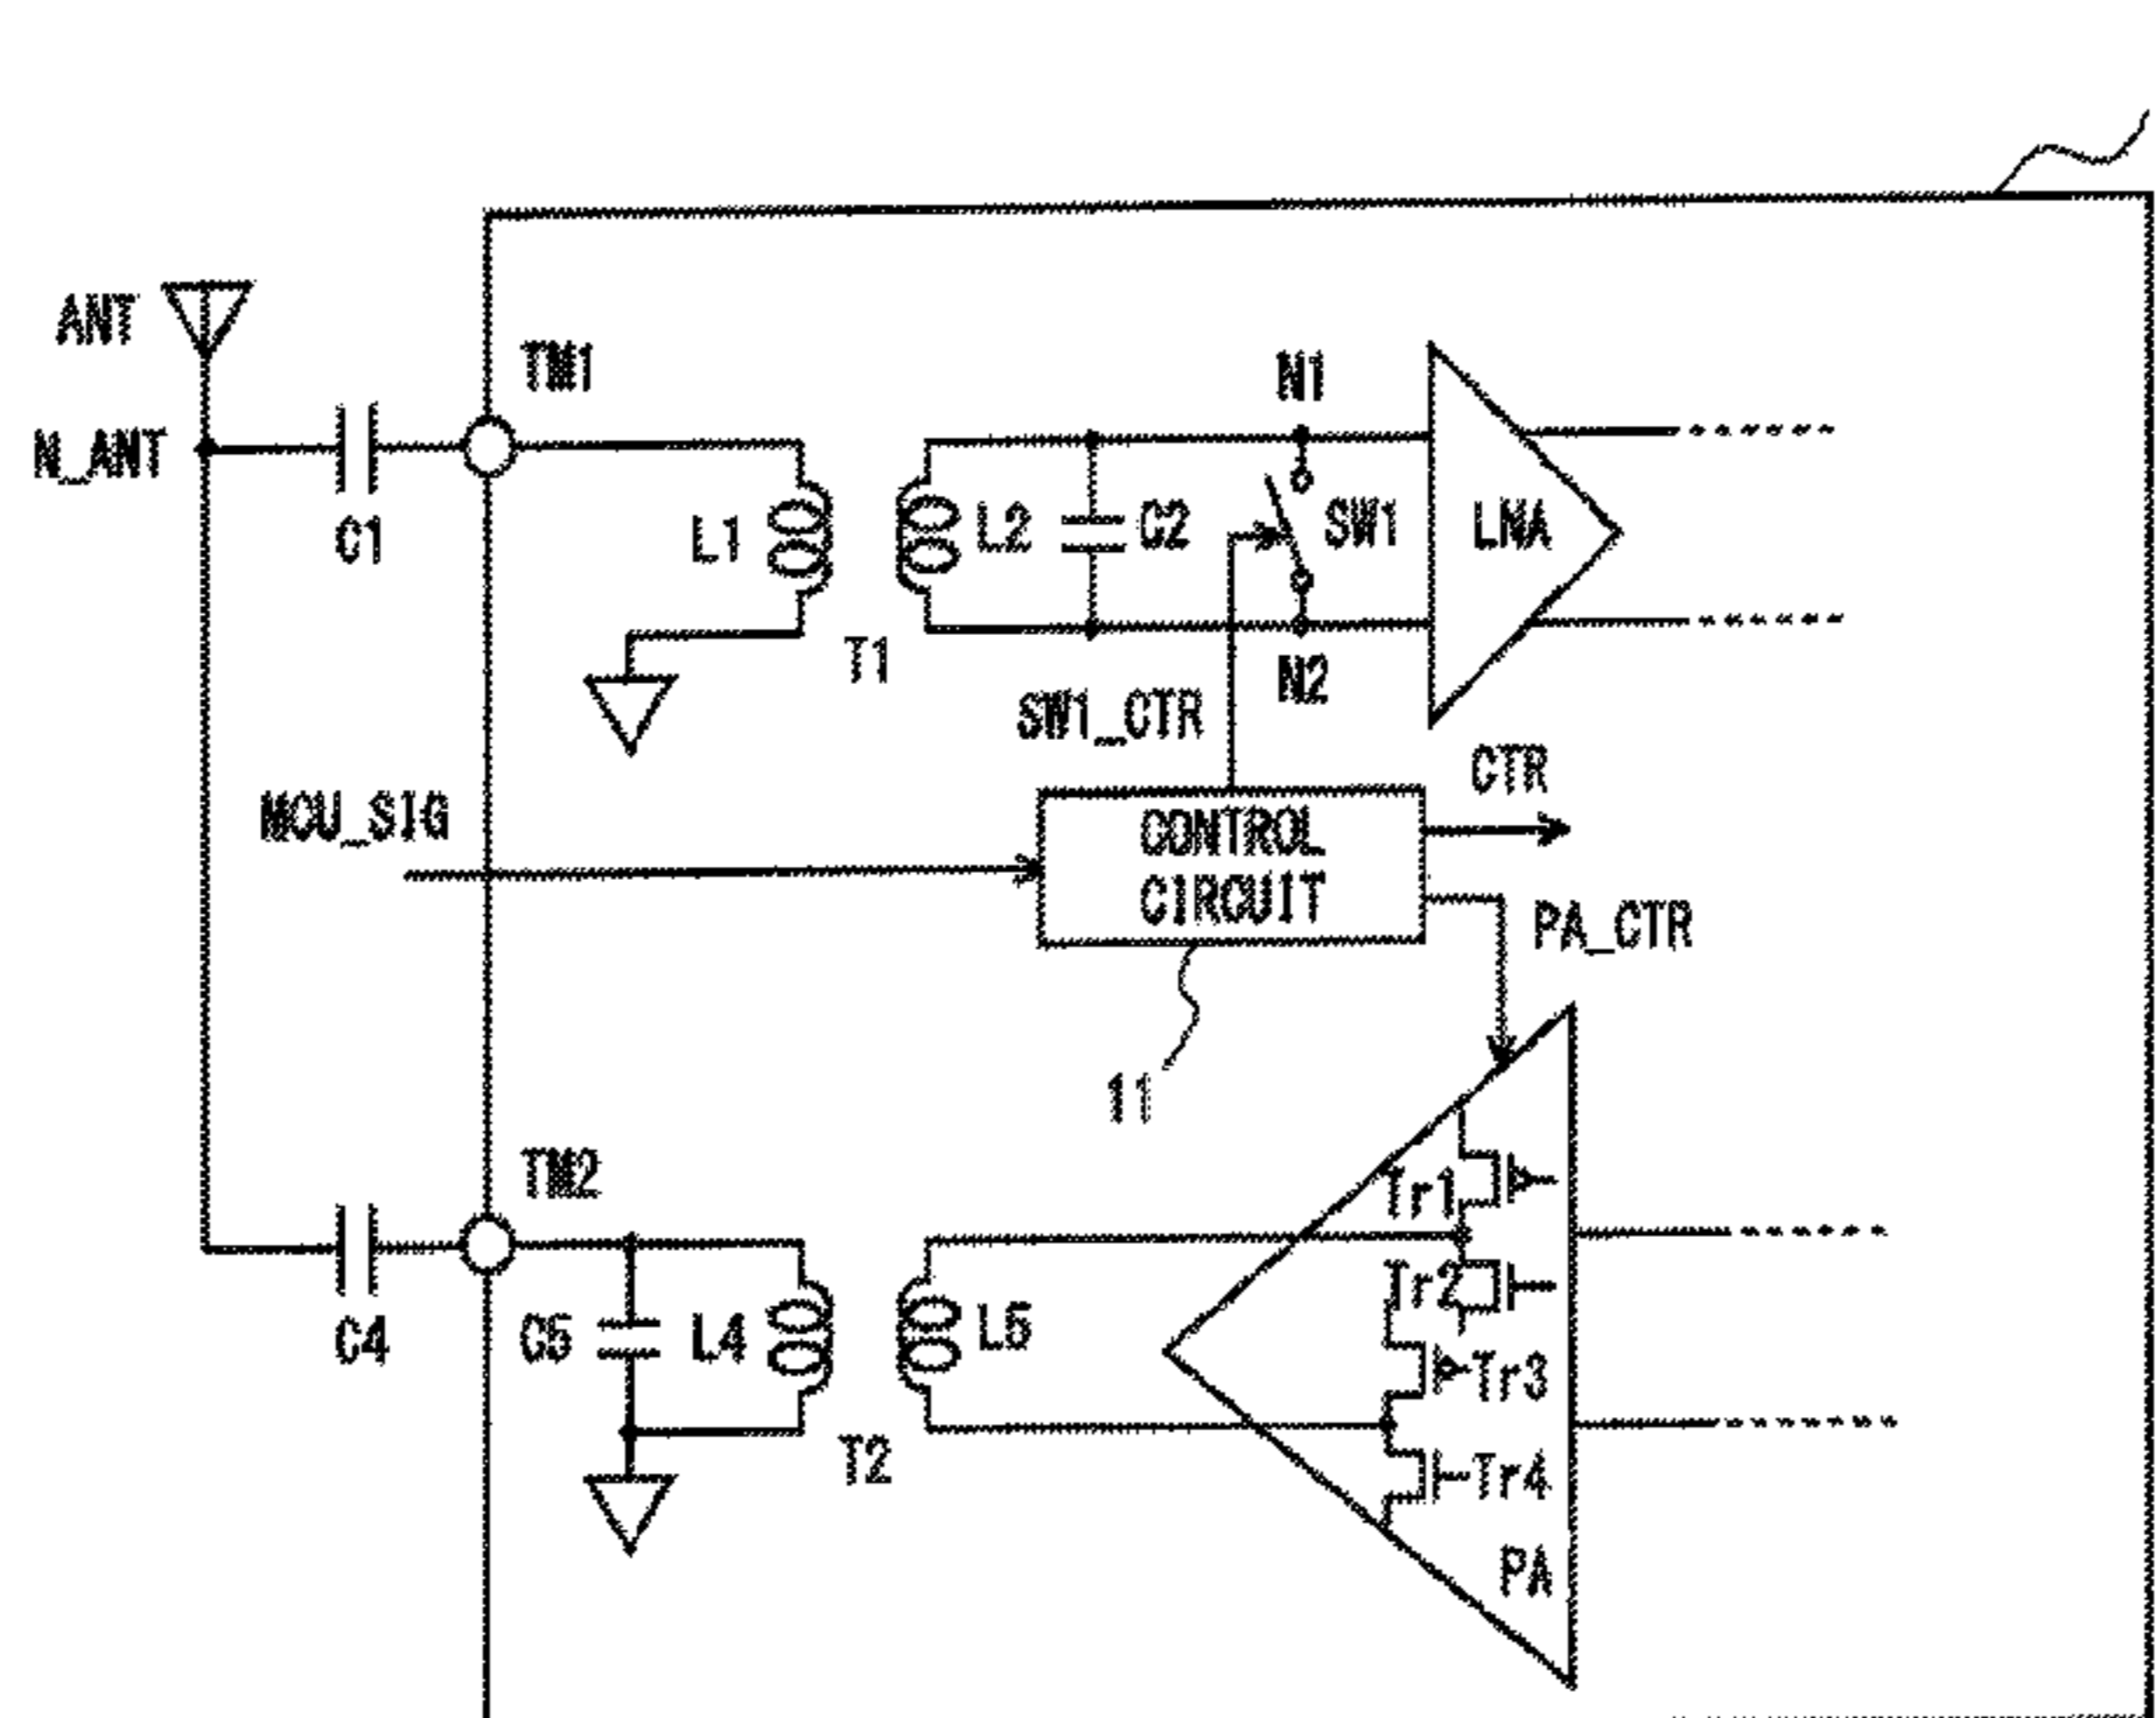 ANT
TM1
N1
N_ANT
C1
L1
L2
C2
SW1
LNA
T1
N2
SW1_CTR
CTR
MCU_SIG
CONTROL
CIRCUIT
PA_CTR
11
TM2
Tr1
Tr2
C4
C5
L4
L5
Tr3
T2
Tr4
PA